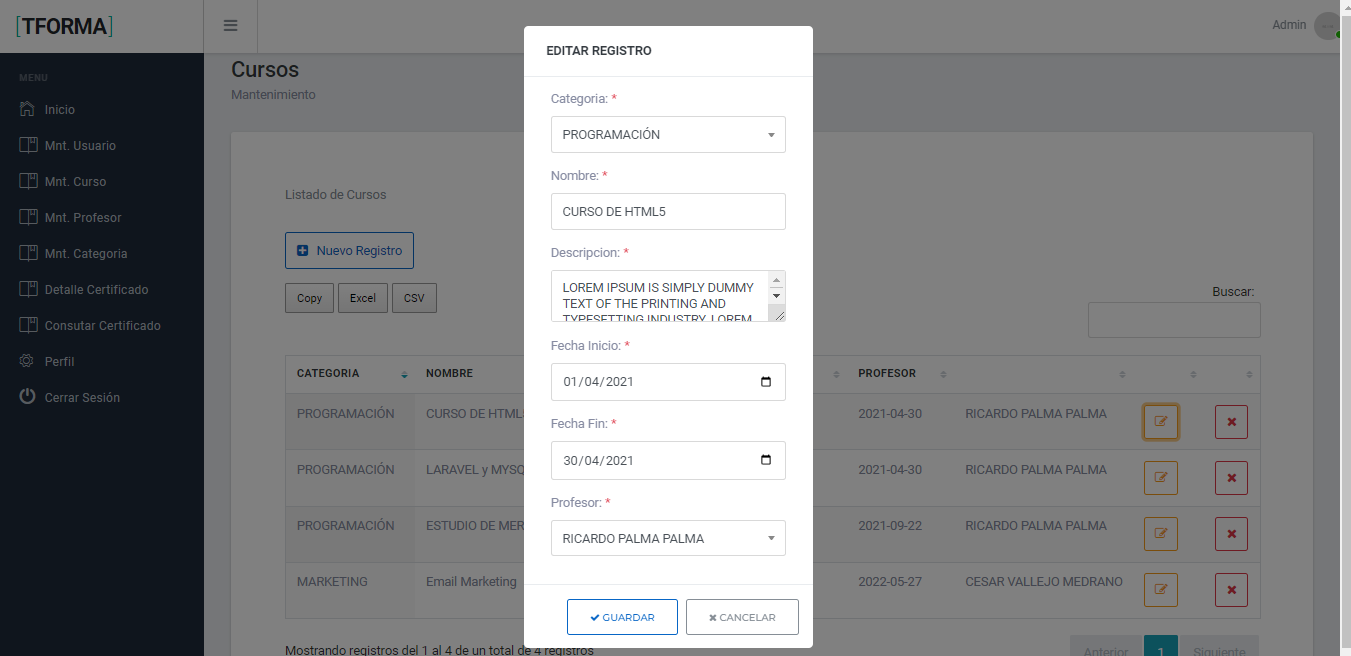 [TFORMA]
Admin
MENU
Inicio
Mnt. Usuario
Mnt. Curso
Mnt. Profesor
Mnt. Categoria
Detalle Certificado
Consutar Certificado
Perfil
Cerrar Sesión
Cursos
Mantenimiento
Listado de Cursos
Nuevo Registro
Copy Excel CSV
Buscar:
CATEGORIA NOMBRE PROFESOR
PROGRAMACIÓN CURSO DE HTML 2021-04-30 RICARDO PALMA PALMA
PROGRAMACIÓN LARAVEL y MYSQ 2021-04-30 RICARDO PALMA PALMA
PROGRAMACIÓN ESTUDIO DE MER 2021-09-22 RICARDO PALMA PALMA
MARKETING Email Marketing 2022-05-27 CESAR VALLEJO MEDRANO
Mostrando registros del 1 al 4 de un total de 4 registros
Anterior 1 Siguiente
EDITAR REGISTRO
Categoria: *
PROGRAMACIÓN
Nombre: *
CURSO DE HTML5
Descripcion: *
LOREM IPSUM IS SIMPLY DUMMY
TEXT OF THE PRINTING AND
TYPESETTING INDUSTRY. LOREM
Fecha Inicio: *
01/04/2021
Fecha Fin: *
30/04/2021
Profesor: *
RICARDO PALMA PALMA
GUARDAR
CANCELAR